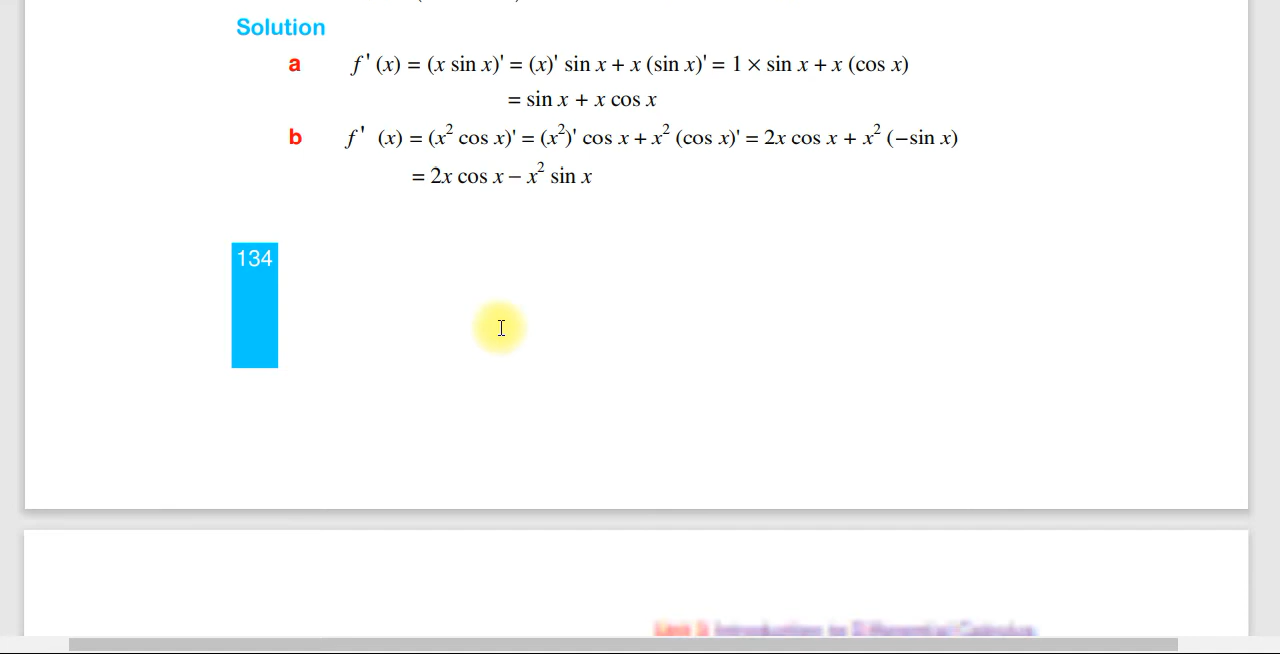 Solution
a f'(x) = (x sin x)' = (x)' sin x + x (sin x)' = 1 × sin x + x (cos x)
= sin x + x cos x
b f' (x) = (x² cos x)' = (x²)' cos x + x² (cos x)' = 2x cos x + x² (−sin x)
= 2x cos x − x² sin x
134